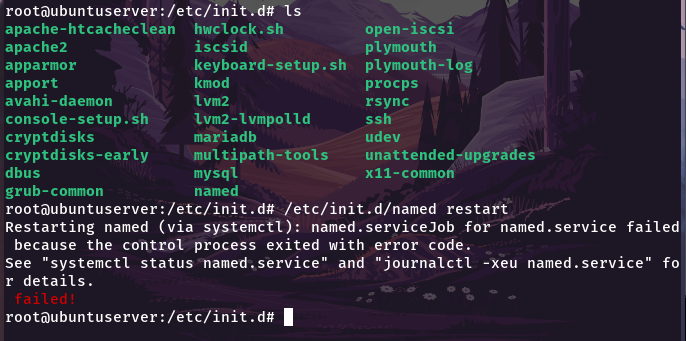 root@ubuntuserver:/etc/init.d# ls
apache-htcacheclean  hwclock.sh         open-iscsi
apache2              iscsid             plymouth
apparmor             keyboard-setup.sh  plymouth-log
apport               kmod               procps
avahi-daemon         lvm2               rsync
console-setup.sh     lvm2-lvmpolld      ssh
cryptdisks           mariadb            udev
cryptdisks-early     multipath-tools    unattended-upgrades
dbus                 mysql              x11-common
grub-common          named
root@ubuntuserver:/etc/init.d# /etc/init.d/named restart
Restarting named (via systemctl): named.serviceJob for named.service failed
 because the control process exited with error code.
See "systemctl status named.service" and "journalctl -xeu named.service" fo
r details.
 failed!
root@ubuntuserver:/etc/init.d#